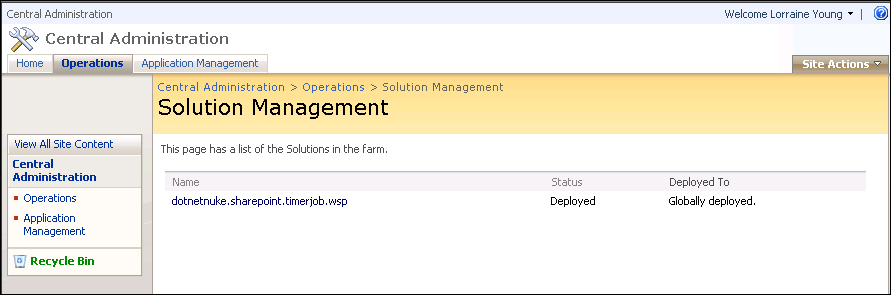 Central Administration
Welcome Lorraine Young
Central Administration
Home
Operations
Application Management
Site Actions
Central Administration > Operations > Solution Management
Solution Management
View All Site Content
Central
Administration
Operations
Application
Management
Recycle Bin
This page has a list of the Solutions in the farm.
Name Status Deployed To
dotnetnuke.sharepoint.timerjob.wsp Deployed Globally deployed.